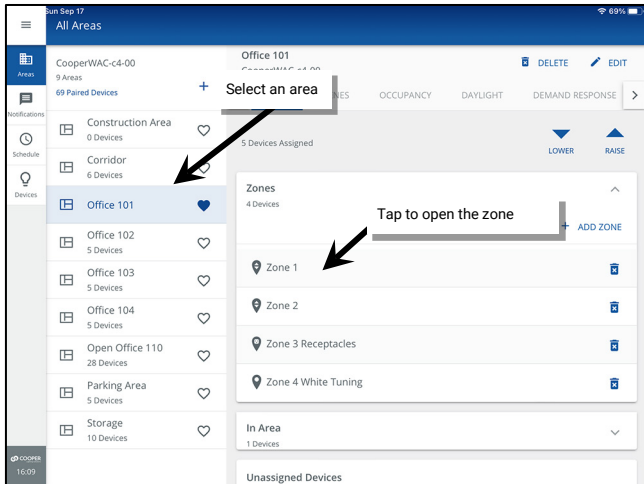 Sun Sep 17
69%
All Areas
Areas
Notifications
Schedule
Devices
COOPER
16:09
CooperWAC-c4-00
9 Areas
69 Paired Devices
+
Construction Area
0 Devices
Corridor
6 Devices
Office 101
Office 102
5 Devices
Office 103
5 Devices
Office 104
5 Devices
Open Office 110
28 Devices
Parking Area
5 Devices
Storage
10 Devices
Select an area
Office 101
DELETE EDIT
OCCUPANCY DAYLIGHT DEMAND RESPONSE
5 Devices Assigned
LOWER RAISE
Zones
4 Devices
Tap to open the zone
+ ADD ZONE
Zone 1
Zone 2
Zone 3 Receptacles
Zone 4 White Tuning
In Area
1 Devices
Unassigned Devices